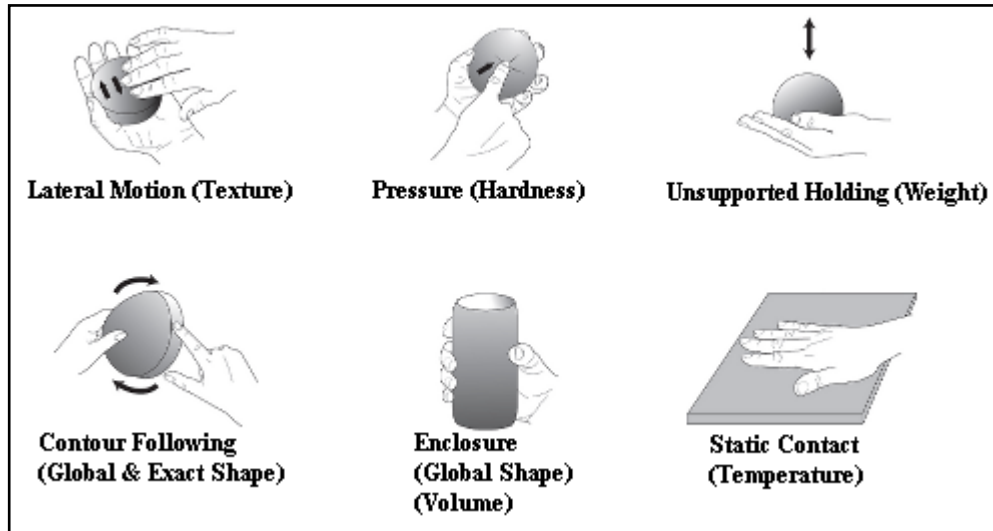 Lateral Motion (Texture)
Pressure (Hardness)
Unsupported Holding (Weight)
Contour Following
(Global & Exact Shape)
Enclosure
(Global Shape)
(Volume)
Static Contact
(Temperature)